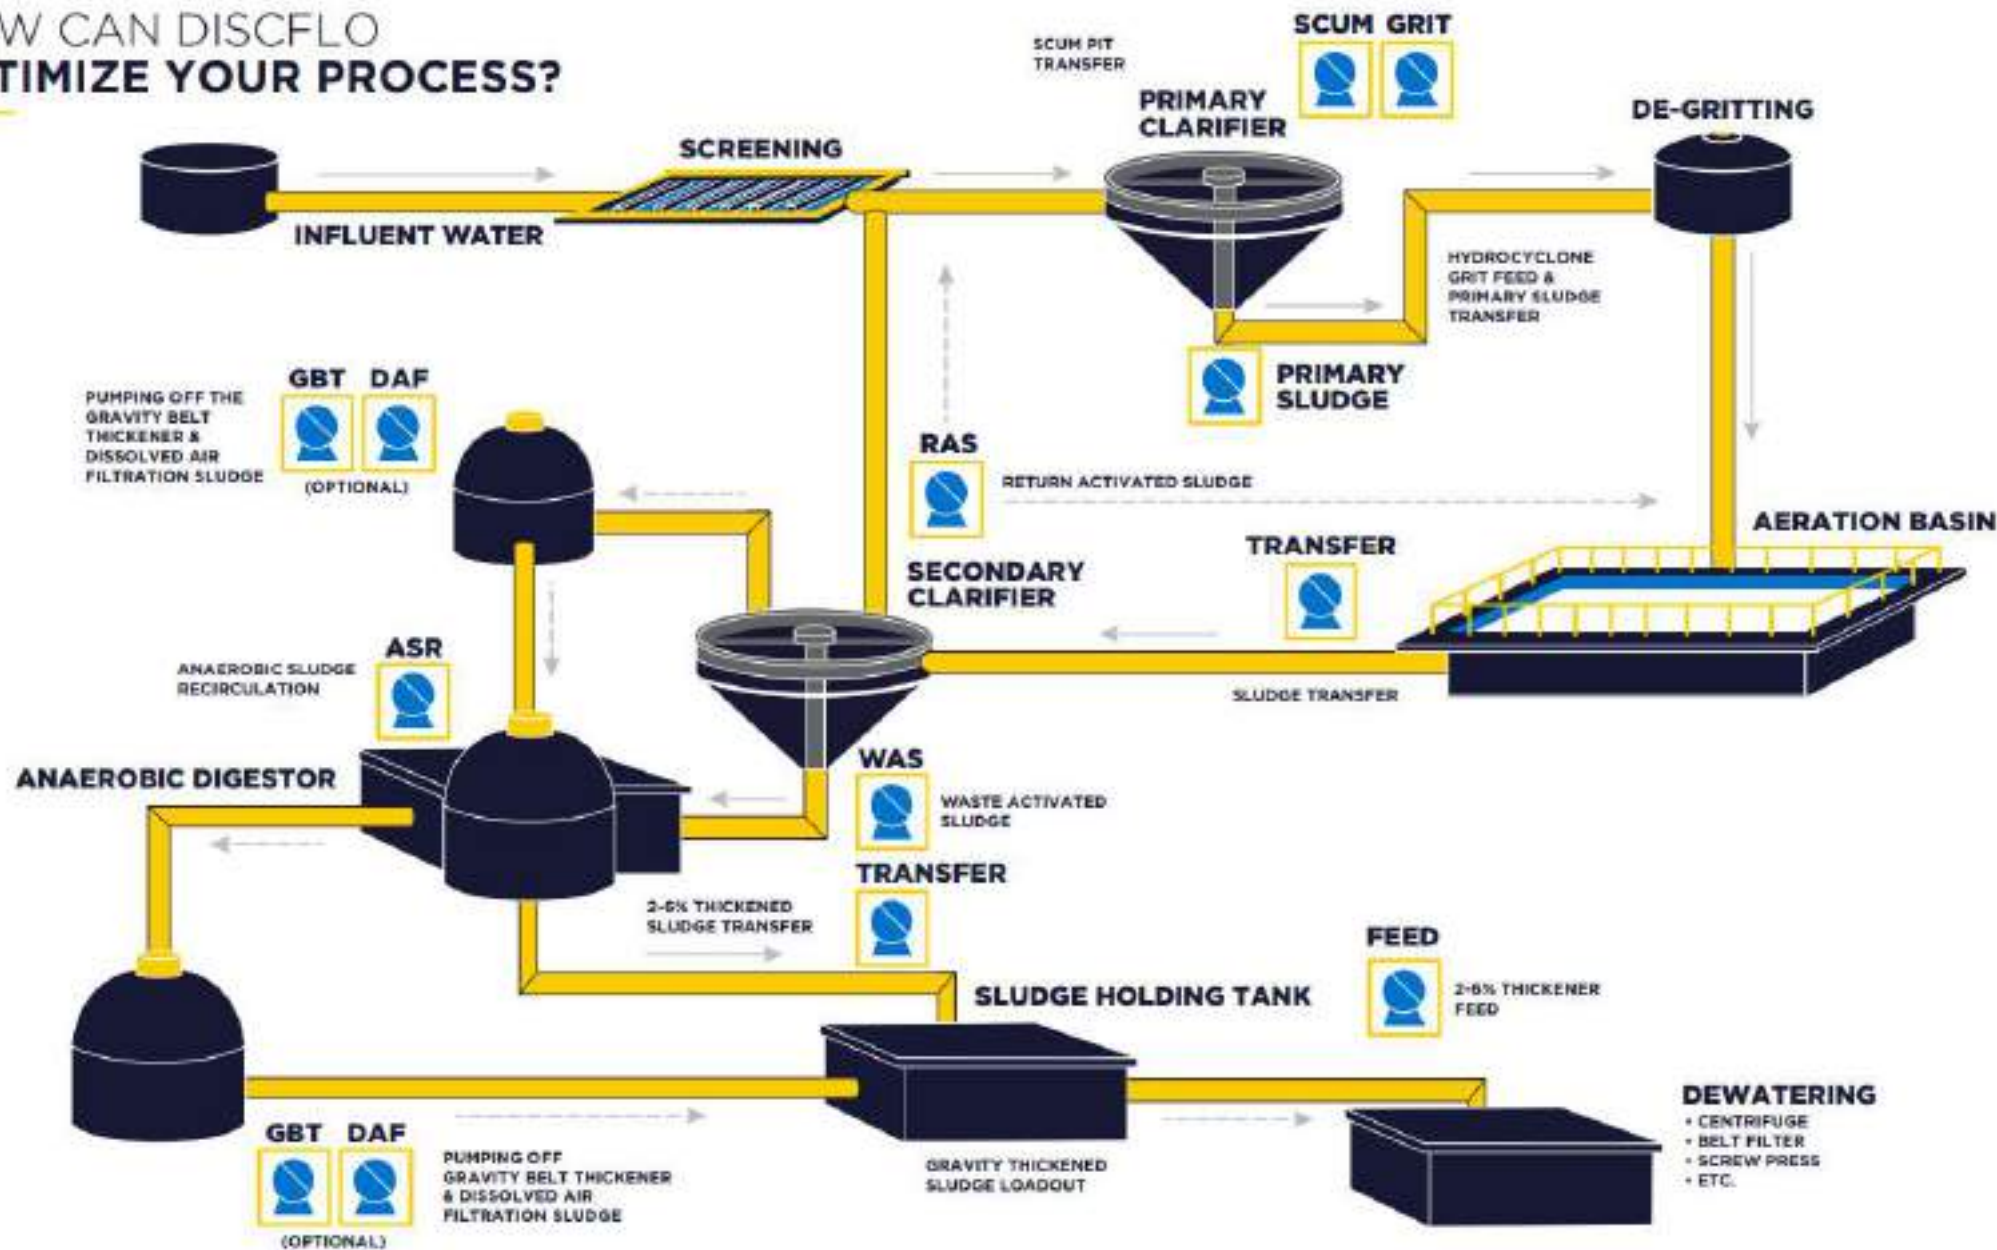 W CAN DISCFLO
TIMIZE YOUR PROCESS?
SCUM PIT
TRANSFER
SCUM GRIT
PRIMARY
CLARIFIER
DE-GRITTING
SCREENING
INFLUENT WATER
HYDROCYCLONE
GRIT FEED &
PRIMARY SLUDGE
TRANSFER
PRIMARY
SLUDGE
GBT DAF
PUMPING OFF THE
GRAVITY BELT
THICKENER &
DISSOLVED AIR
FILTRATION SLUDGE
(OPTIONAL)
RAS
RETURN ACTIVATED SLUDGE
AERATION BASIN
TRANSFER
SECONDARY
CLARIFIER
SLUDGE TRANSFER
ASR
ANAEROBIC SLUDGE
RECIRCULATION
ANAEROBIC DIGESTOR
WAS
WASTE ACTIVATED
SLUDGE
TRANSFER
2-6% THICKENED
SLUDGE TRANSFER
FEED
2-6% THICKENER
FEED
SLUDGE HOLDING TANK
GRAVITY THICKENED
SLUDGE LOADOUT
DEWATERING
• CENTRIFUGE
• BELT FILTER
• SCREW PRESS
• ETC.
GBT DAF
PUMPING OFF
GRAVITY BELT THICKENER
& DISSOLVED AIR
FILTRATION SLUDGE
(OPTIONAL)